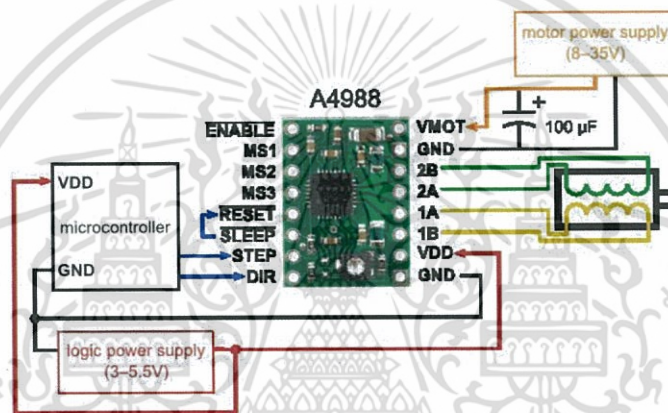 motor power supply
(8–35V)
A4988
ENABLE
MS1
MS2
MS3
RESET
SLEEP
STEP
DIR
VMOT
GND
2B
2A
1A
1B
VDD
GND
+
100 µF
VDD
microcontroller
GND
logic power supply
(3–5.5V)